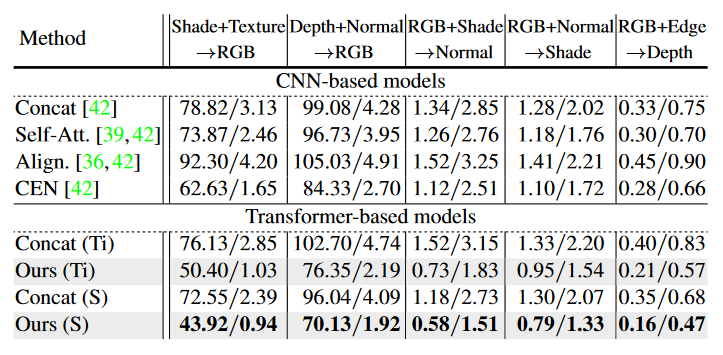 Method Shade+Texture→RGB Depth+Normal→RGB RGB+Shade→Normal RGB+Normal→Shade RGB+Edge→Depth
CNN-based models
Concat [42] 78.82/3.13 99.08/4.28 1.34/2.85 1.28/2.02 0.33/0.75
Self-Att. [39,42] 73.87/2.46 96.73/3.95 1.26/2.76 1.18/1.76 0.30/0.70
Align. [36,42] 92.30/4.20 105.03/4.91 1.52/3.25 1.41/2.21 0.45/0.90
CEN [42] 62.63/1.65 84.33/2.70 1.12/2.51 1.10/1.72 0.28/0.66
Transformer-based models
Concat (Ti) 76.13/2.85 102.70/4.74 1.52/3.15 1.33/2.20 0.40/0.83
Ours (Ti) 50.40/1.03 76.35/2.19 0.73/1.83 0.95/1.54 0.21/0.57
Concat (S) 72.55/2.39 96.04/4.09 1.18/2.73 1.30/2.07 0.35/0.68
Ours (S) 43.92/0.94 70.13/1.92 0.58/1.51 0.79/1.33 0.16/0.47